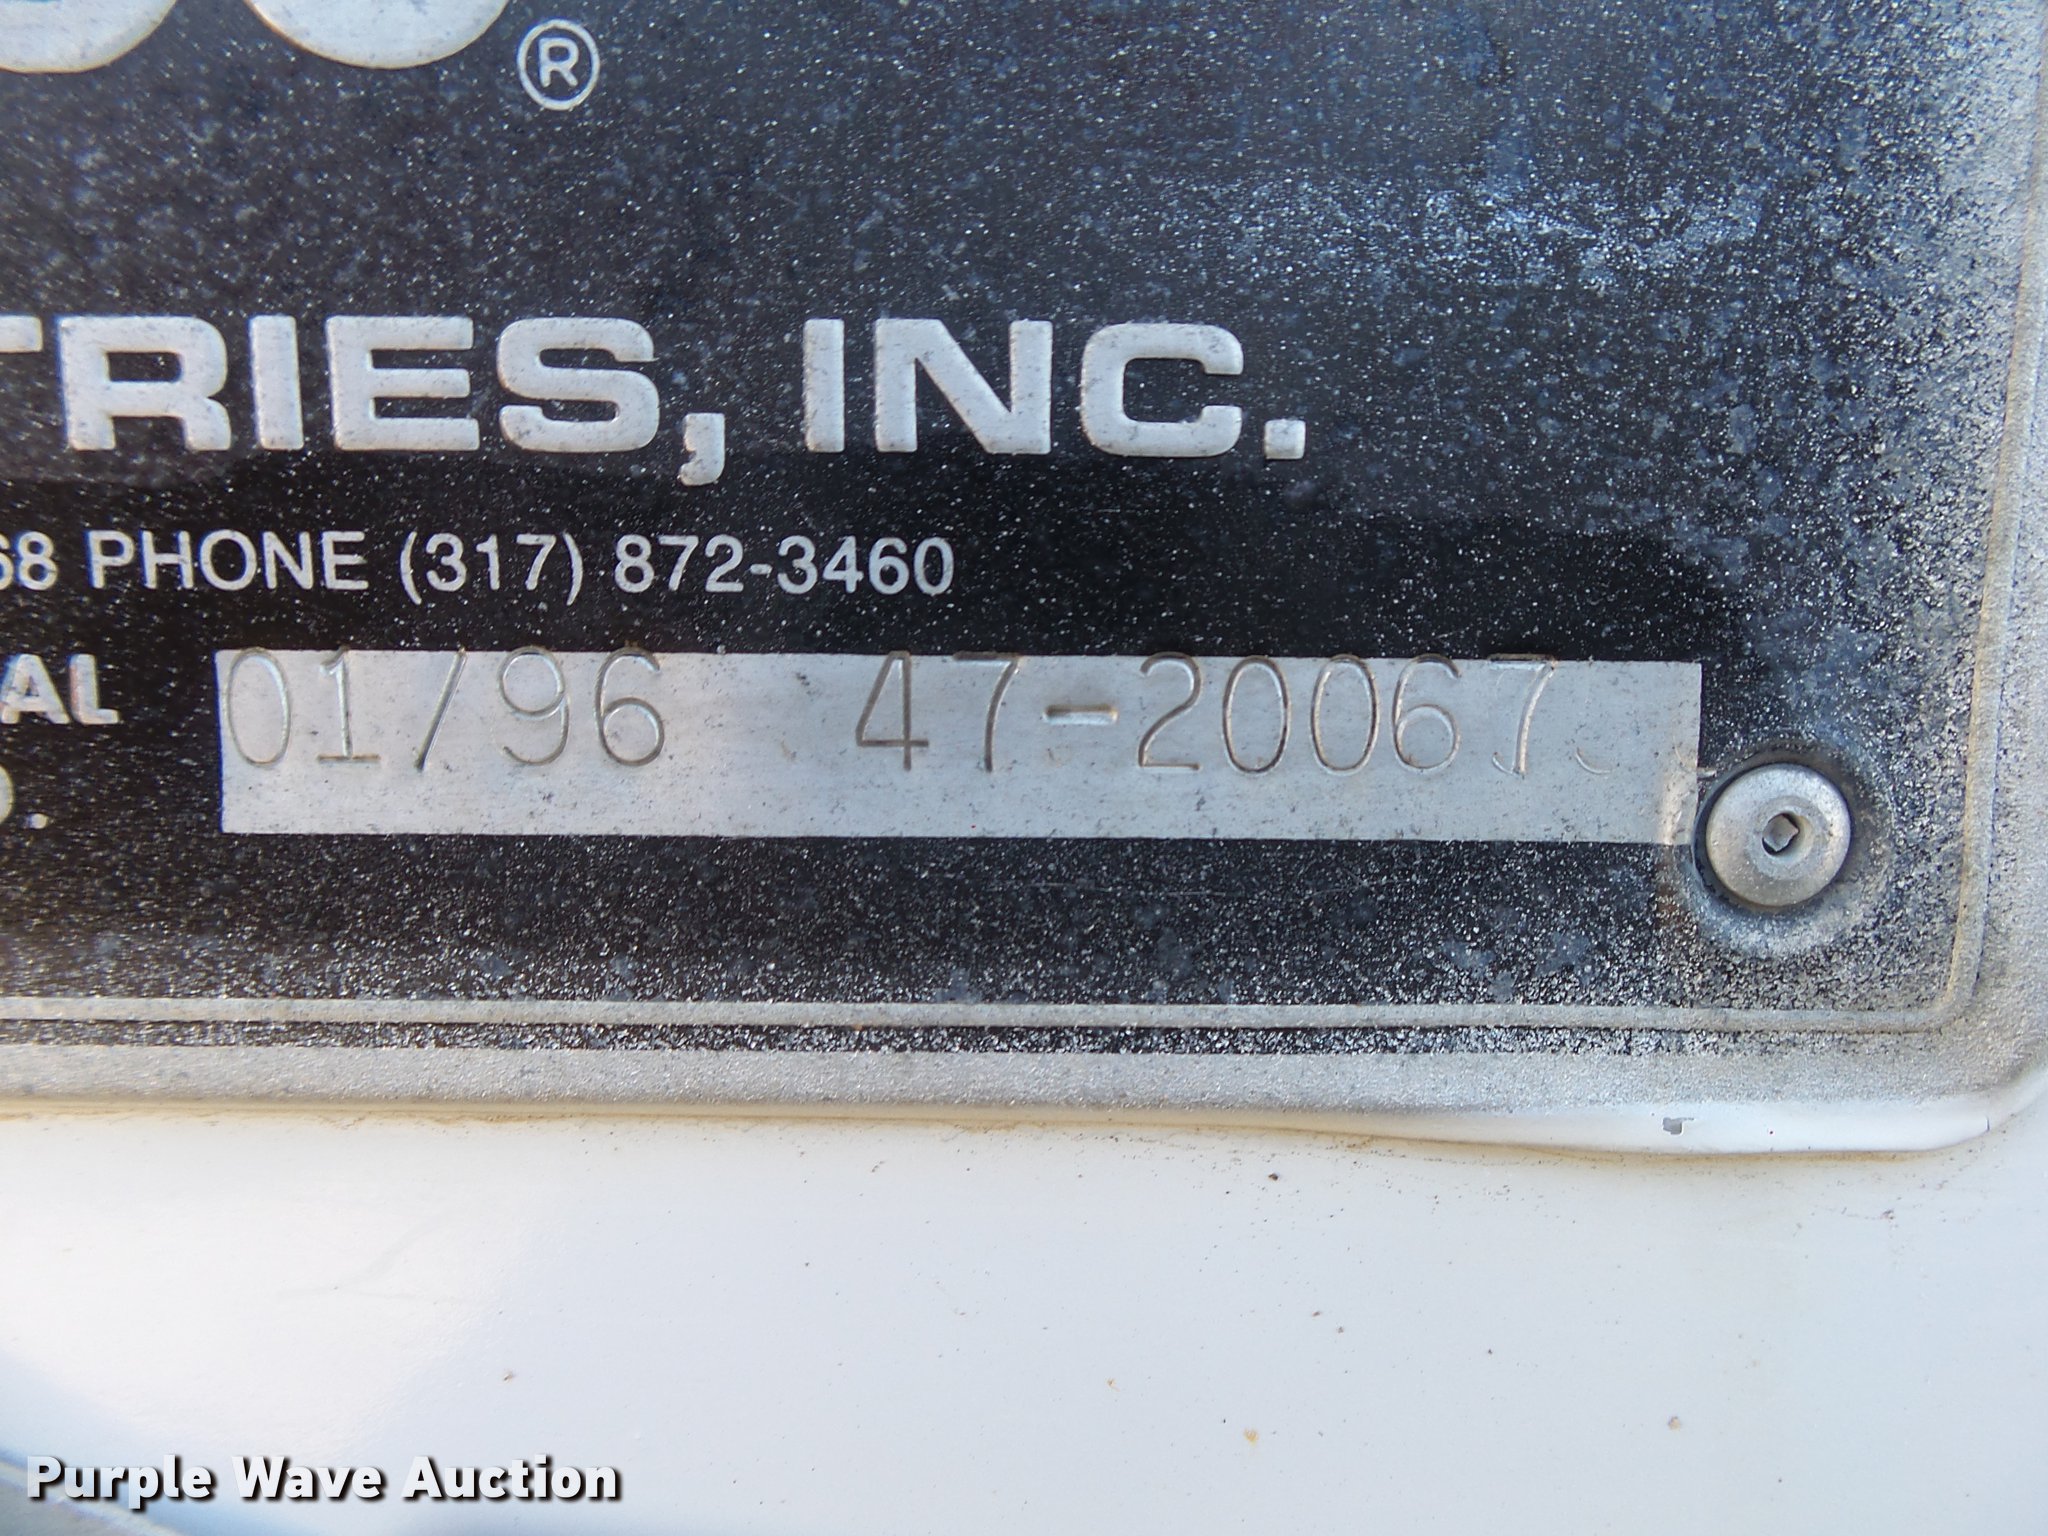 ®
TRIES, INC.
68 PHONE (317) 872-3460
AL
01/96 47-20067
Purple Wave Auction